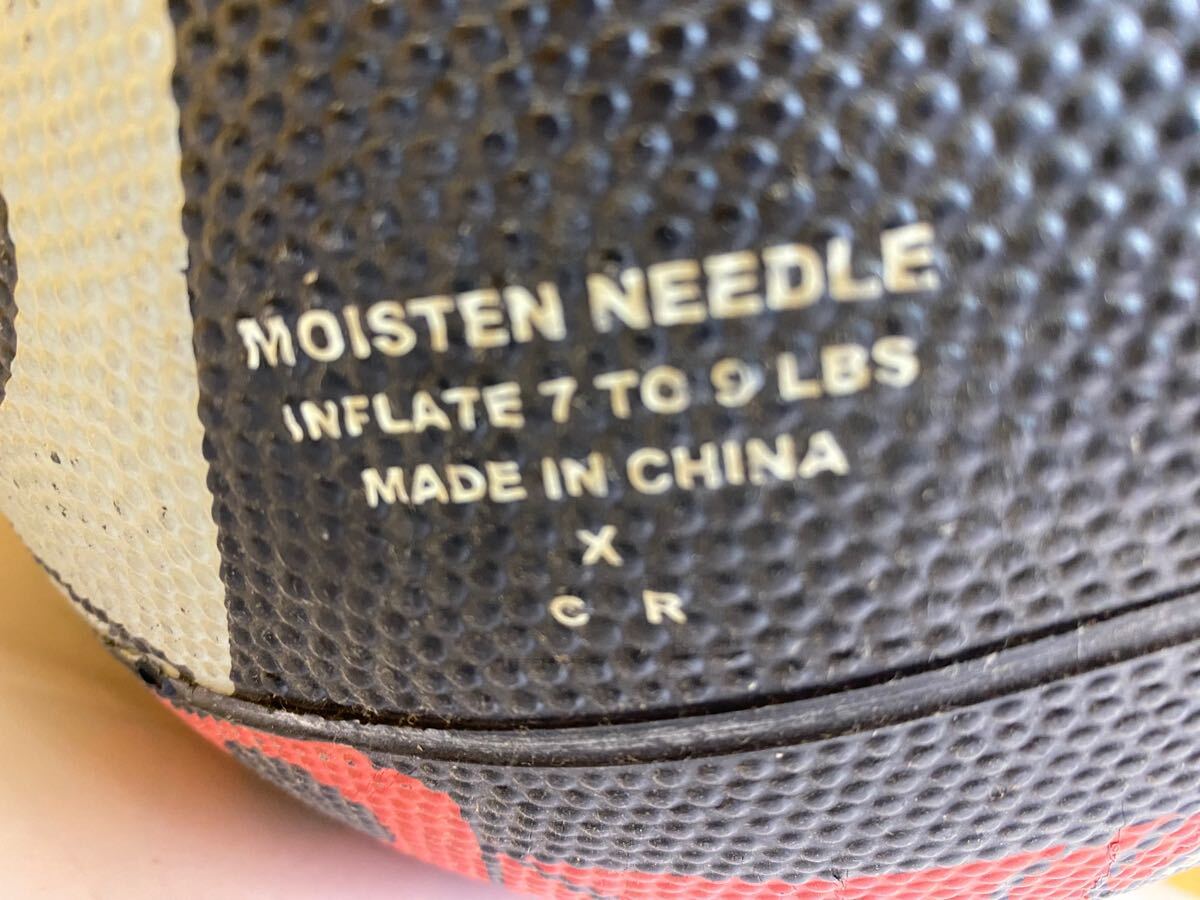 MOISTEN NEEDLE
INFLATE 7 TO 9 LBS
MADE IN CHINA
X
C R